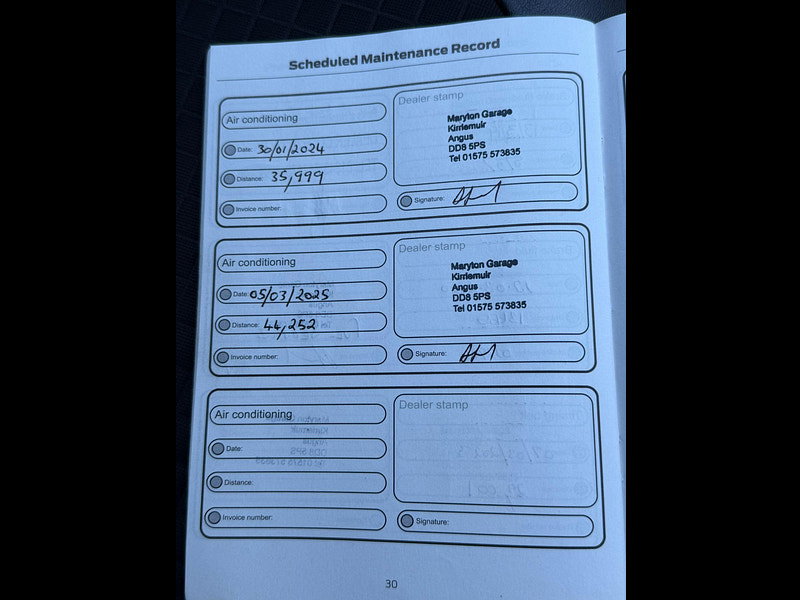 Scheduled Maintenance Record
Air conditioning
Date: 30/01/2024
Distance: 35,999
Invoice number:
Dealer stamp
Maryton Garage
Kirriemuir
Angus
DD8 5PS
Tel 01575 573835
Signature:
Air conditioning
Date: 05/03/2025
Distance: 44,252
Invoice number:
Dealer stamp
Maryton Garage
Kirriemuir
Angus
DD8 5PS
Tel 01575 573835
Signature:
Air conditioning
Date:
Distance:
Invoice number:
Dealer stamp
Signature:
30